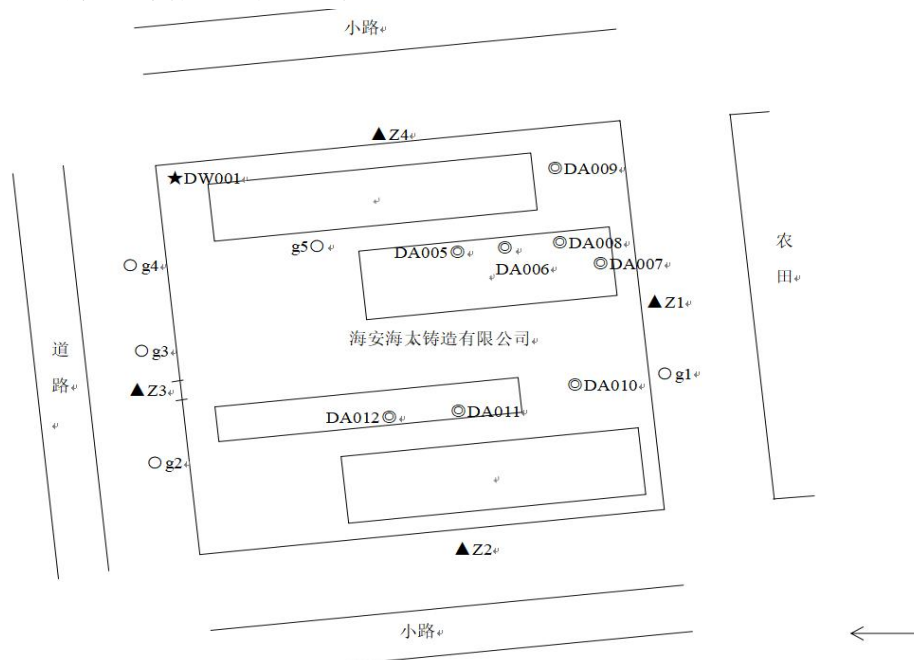 小路
▲Z4
★DW001
◎DA009
g5○
DA005◎
◎
◎DA008
DA006
◎DA007
○ g4
农
田
▲Z1
海安海太铸造有限公司
道
路
○ g3
▲Z3
○ g1
◎DA010
DA012◎
◎DA011
○ g2
▲Z2
小路